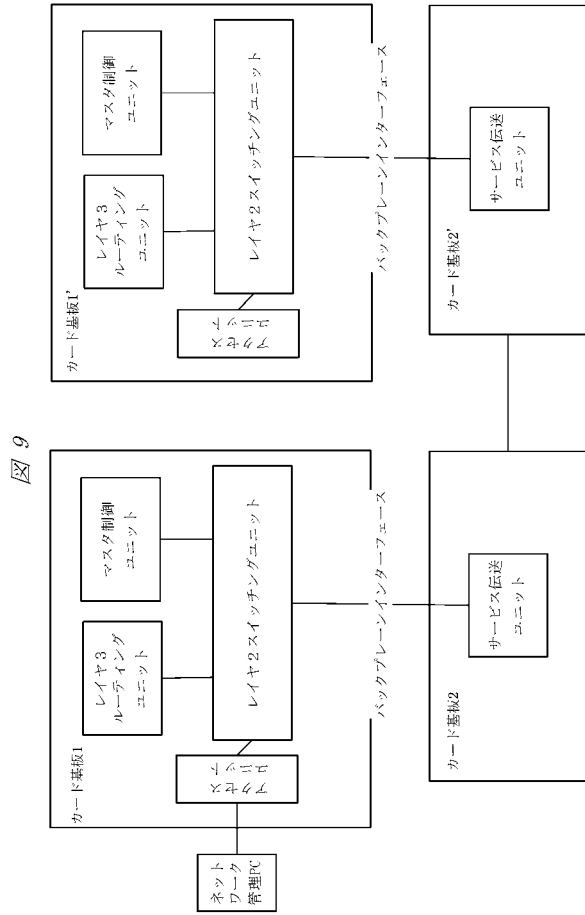 図 9
カード基板1
レイヤ3
ルーティング
ユニット
マスタ制御
ユニット
アクセス
ユニット
レイヤ2スイッチングユニット
ネット
ワーク
管理PC
バックプレーンインターフェース
カード基板2
サービス伝送
ユニット
カード基板1'
レイヤ3
ルーティング
ユニット
マスタ制御
ユニット
アクセス
ユニット
レイヤ2スイッチングユニット
バックプレーンインターフェース
カード基板2'
サービス伝送
ユニット